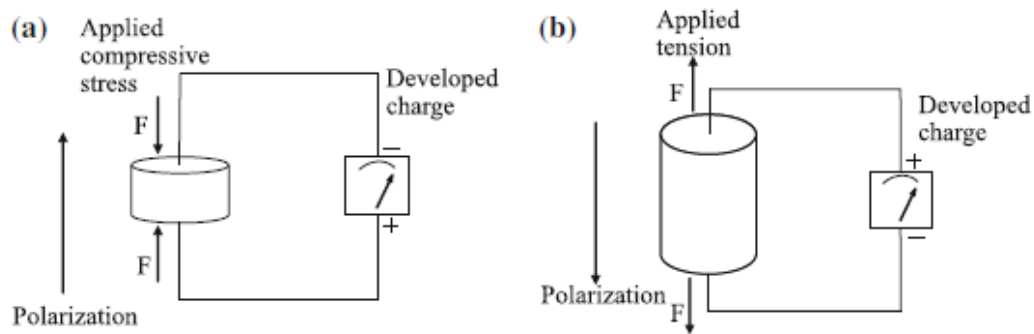 (a)
Applied
compressive
stress
F
Developed
charge
−
+
F
Polarization
(b)
Applied
tension
F
Developed
charge
+
−
Polarization
F